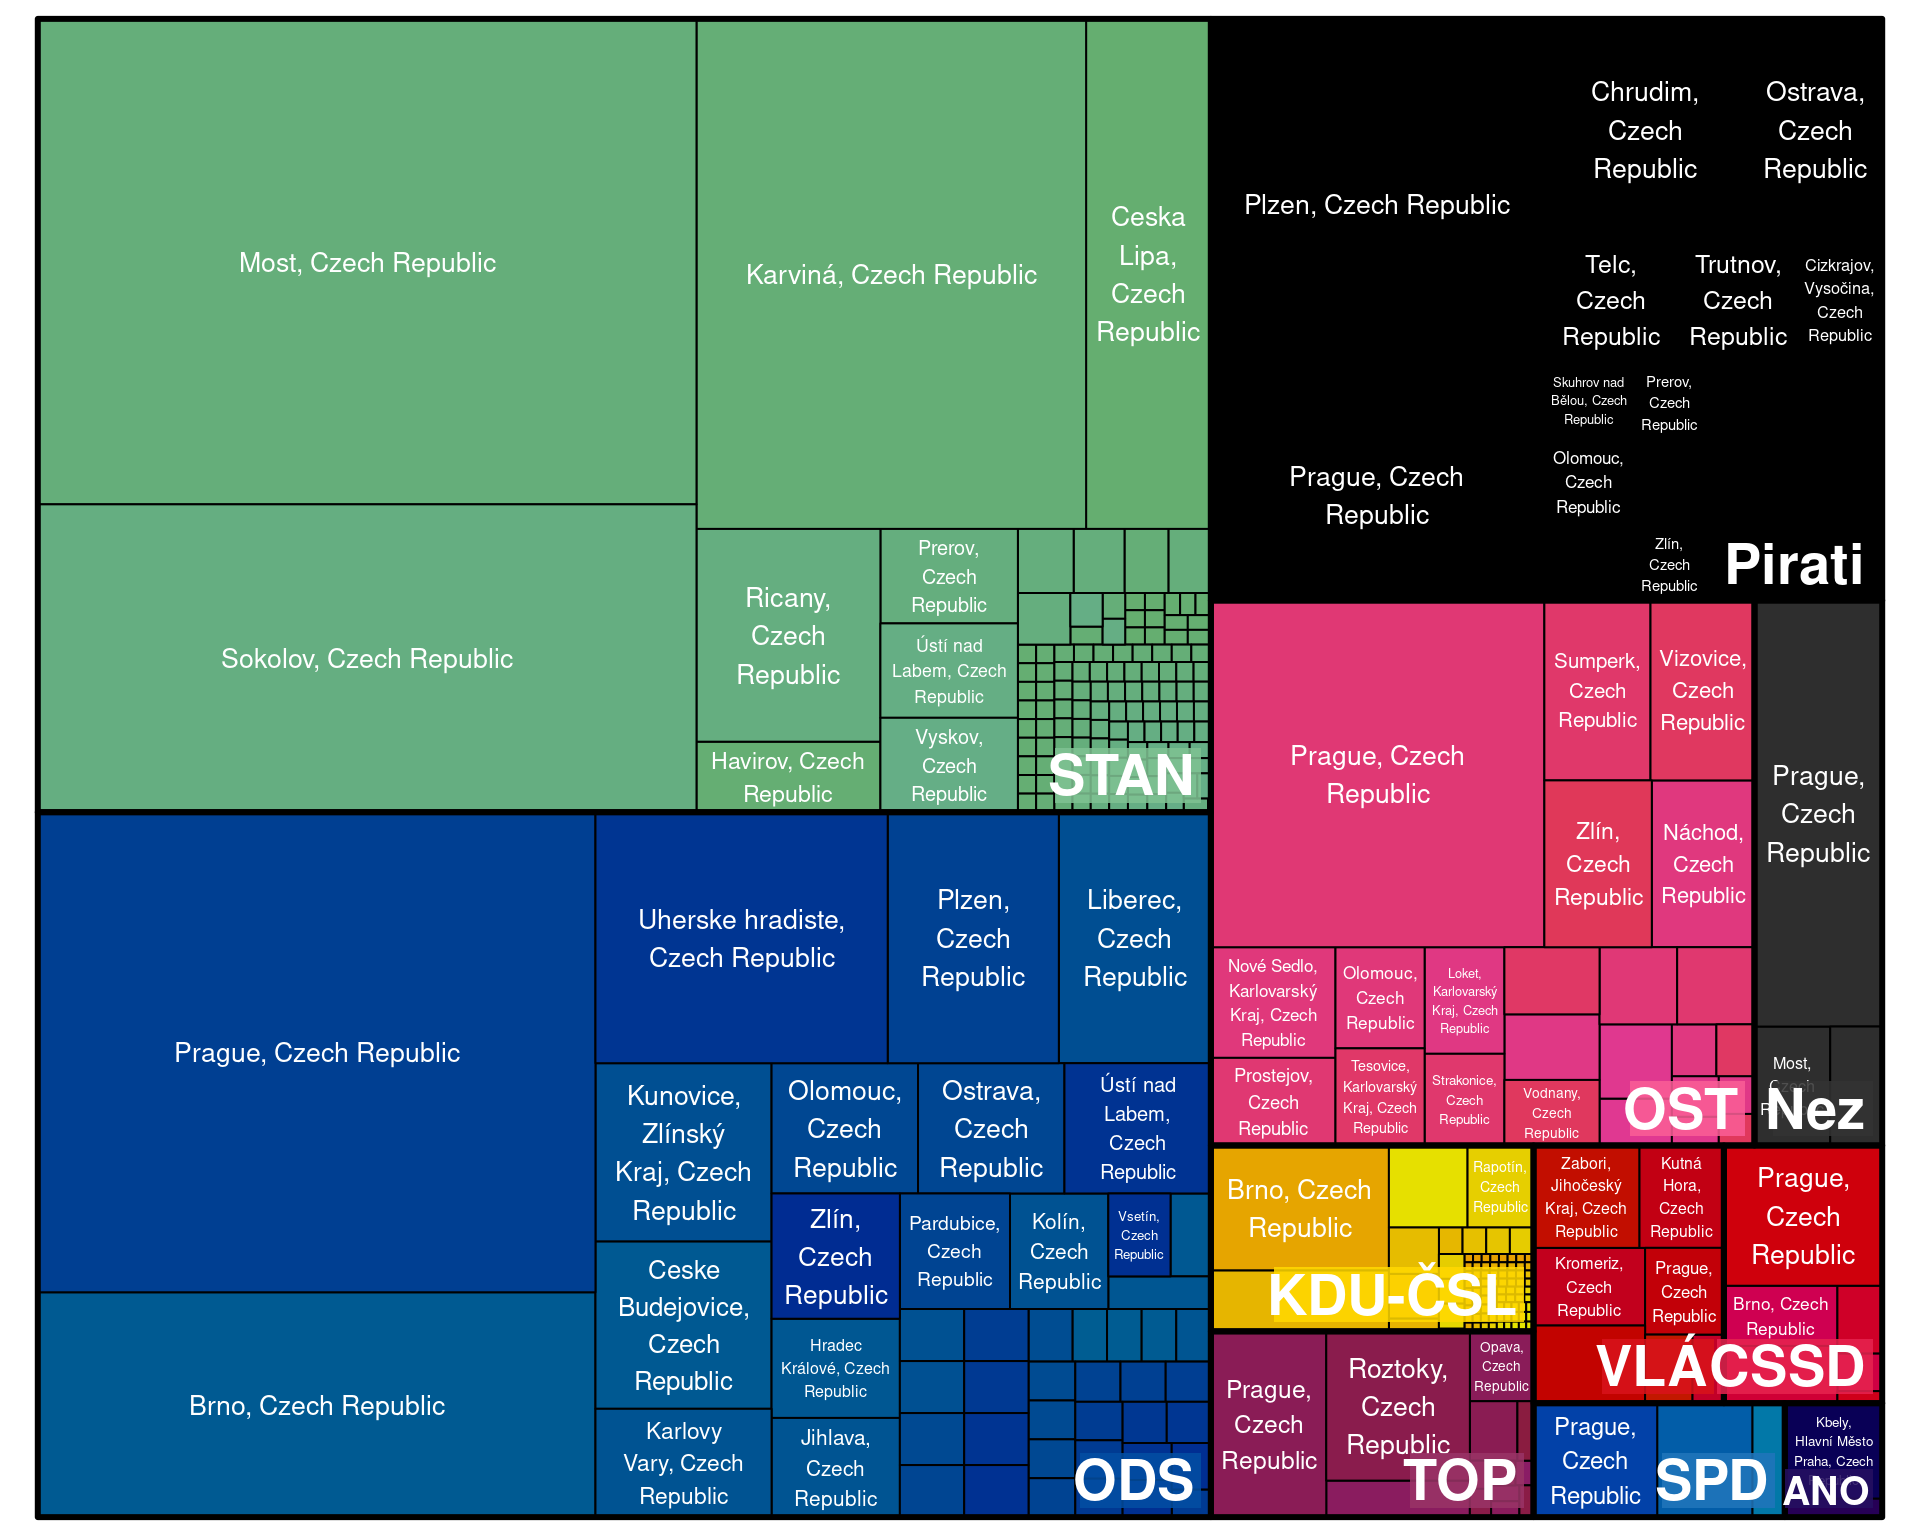 Most, Czech Republic
Sokolov, Czech Republic
Karviná, Czech Republic
Ceska
Lipa,
Czech
Republic
Ricany,
Czech
Republic
Havirov, Czech
Republic
Prerov,
Czech
Republic
Ústí nad
Labem, Czech
Republic
Vyskov,
Czech
Republic
STAN
Prague, Czech Republic
Brno, Czech Republic
Uherske hradiste,
Czech Republic
Plzen,
Czech
Republic
Liberec,
Czech
Republic
Kunovice,
Zlínský
Kraj, Czech
Republic
Ceske
Budejovice,
Czech
Republic
Karlovy
Vary, Czech
Republic
Olomouc,
Czech
Republic
Ostrava,
Czech
Republic
Ústí nad
Labem,
Czech
Republic
Zlín,
Czech
Republic
Hradec
Králové, Czech
Republic
Jihlava,
Czech
Republic
Pardubice,
Czech
Republic
Kolín,
Czech
Republic
Vsetín,
Czech
Republic
ODS
Plzen, Czech Republic
Prague, Czech
Republic
Chrudim,
Czech
Republic
Ostrava,
Czech
Republic
Telc,
Czech
Republic
Trutnov,
Czech
Republic
Cizkrajov,
Vysočina,
Czech
Republic
Skuhrov nad
Bělou, Czech
Republic
Prerov,
Czech
Republic
Olomouc,
Czech
Republic
Zlín,
Czech
Republic
Pirati
Prague, Czech
Republic
Sumperk,
Czech
Republic
Vizovice,
Czech
Republic
Zlín,
Czech
Republic
Náchod,
Czech
Republic
Nové Sedlo,
Karlovarský
Kraj, Czech
Republic
Prostejov,
Czech
Republic
Olomouc,
Czech
Republic
Tesovice,
Karlovarský
Kraj, Czech
Republic
Loket,
Karlovarský
Kraj, Czech
Republic
Strakonice,
Czech
Republic
Vodnany,
Czech
Republic
OST
Prague,
Czech
Republic
Most,
Czech
Nez
Brno, Czech
Republic
Rapotín,
Czech
Republic
KDU-ČSL
Prague,
Czech
Republic
Roztoky,
Czech
Republic
Opava,
Czech
Republic
TOP
Zabori,
Jihočeský
Kraj, Czech
Republic
Kutná
Hora,
Czech
Republic
Kromeriz,
Czech
Republic
Prague,
Czech
Republic
VLÁCSSD
Prague,
Czech
Republic
Brno, Czech
Republic
Prague,
Czech
Republic
SPD
Kbely,
Hlavní Město
Praha, Czech
ANO